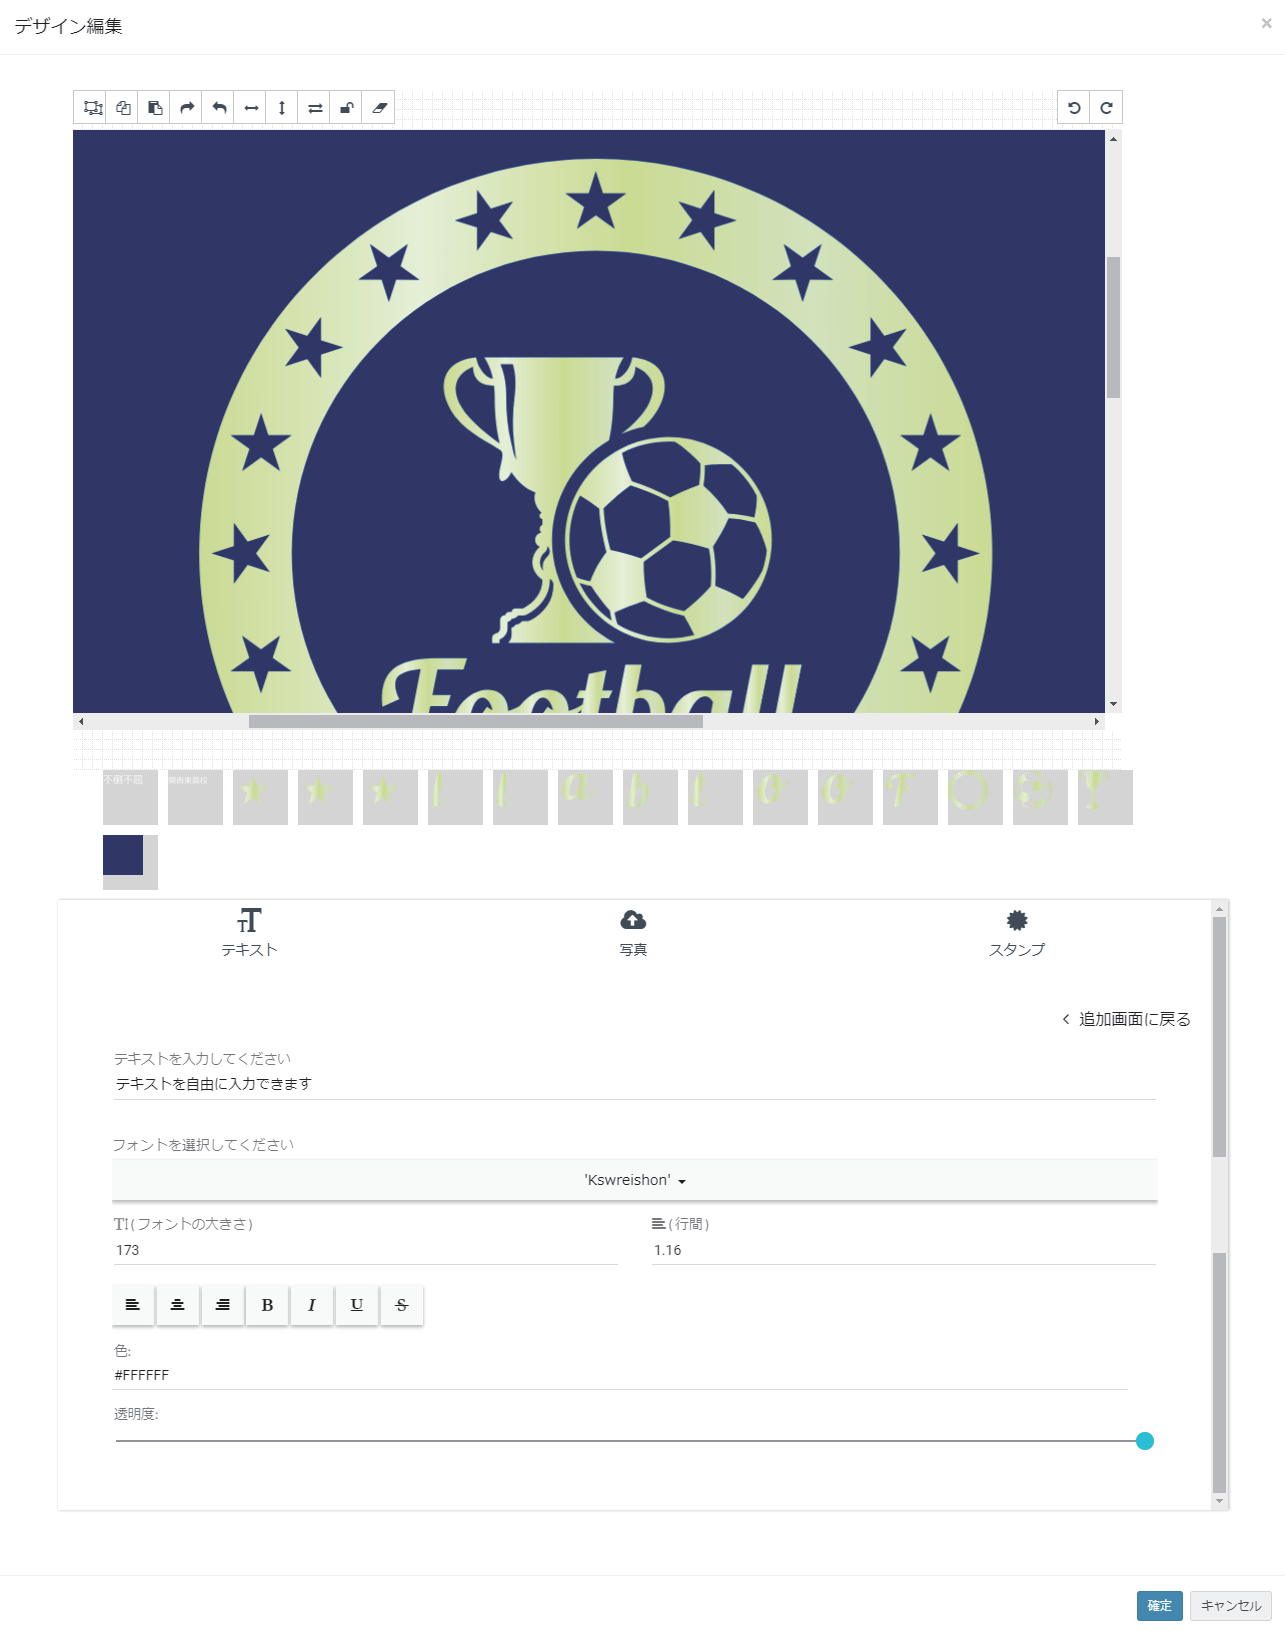 デザイン編集
×
Football
不倒不屈
l l a b t o o F
テキスト 写真 スタンプ
追加画面に戻る
テキストを入力してください
テキストを自由に入力できます
フォントを選択してください
'Kswreishon'
T!(フォントの大きさ) (行間)
173 1.16
B I U S
色:
#FFFFFF
透明度:
確定 キャンセル